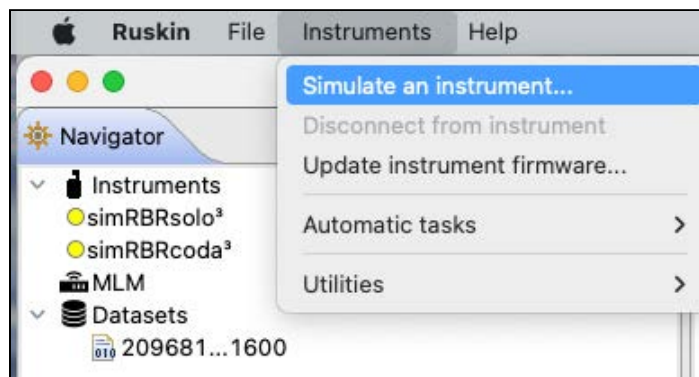 Ruskin File Instruments Help
Simulate an instrument...
Disconnect from instrument
Update instrument firmware...
Automatic tasks
Utilities
Navigator
Instruments
simRBRsolo³
simRBRcoda³
MLM
Datasets
010 209681...1600